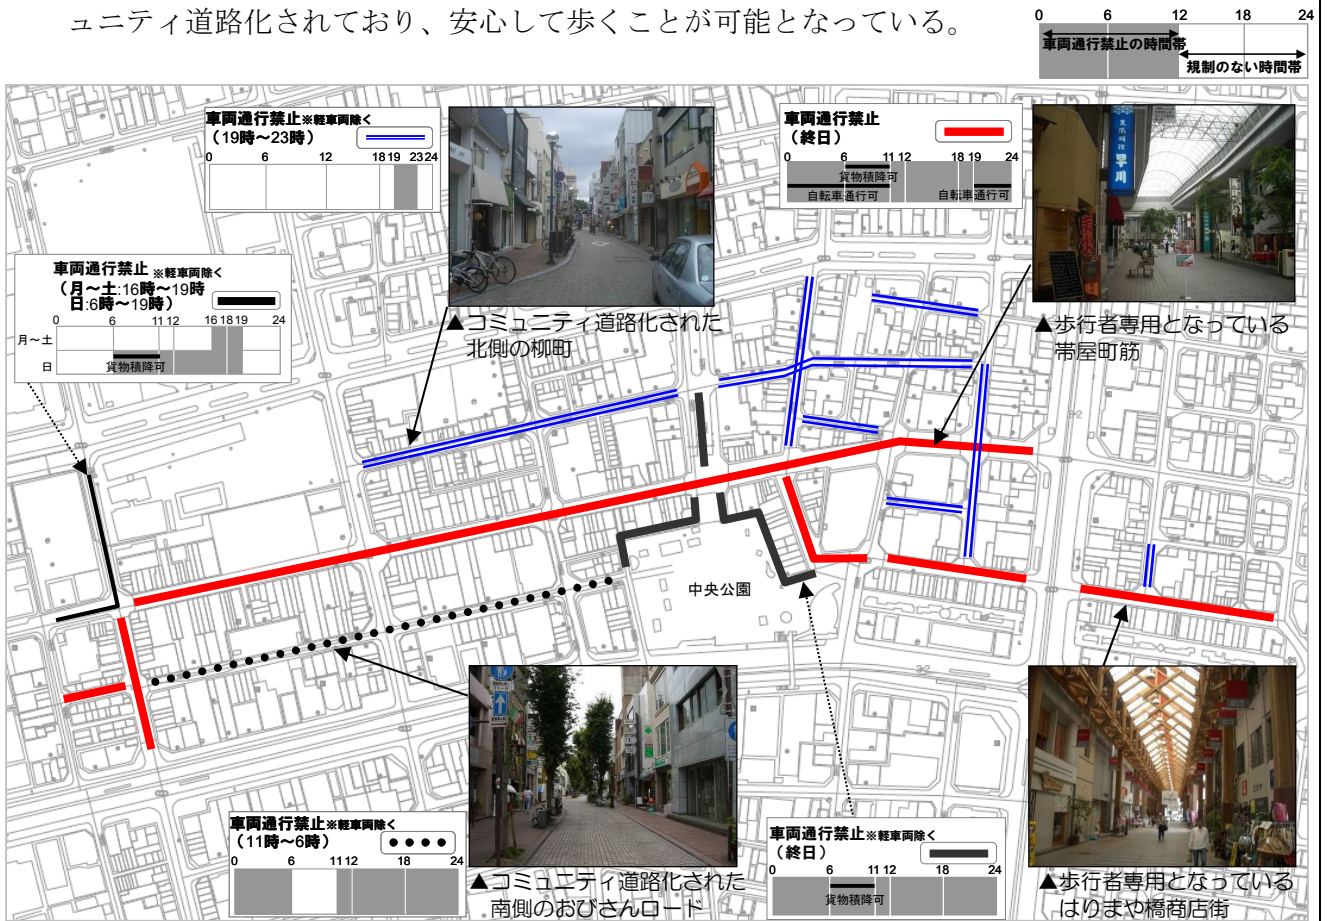 ュニティ道路化されており、安心して歩くことが可能となっている。
0 6 12 18 24
車両通行禁止の時間帯
規制のない時間帯
車両通行禁止※軽車両除く
（19時～23時）
0 6 12 18 19 23 24
車両通行禁止
（終日）
0 6 11 12 18 19 24
貨物積降可
自転車通行可 自転車通行可
早川
車両通行禁止 ※軽車両除く
（月～土:16時～19時
日:6時～19時）
0 6 11 12 16 18 19 24
月～土
日
貨物積降可
▲コミュニティ道路化された
北側の柳町
▲歩行者専用となっている
帯屋町筋
中央公園
車両通行禁止※軽車両除く
（11時～6時）
0 6 11 12 18 24
▲コミュニティ道路化された
南側のおびさんロード
車両通行禁止※軽車両除く
（終日）
0 6 11 12 18 24
貨物積降可
▲歩行者専用となっている
はりまや橋商店街